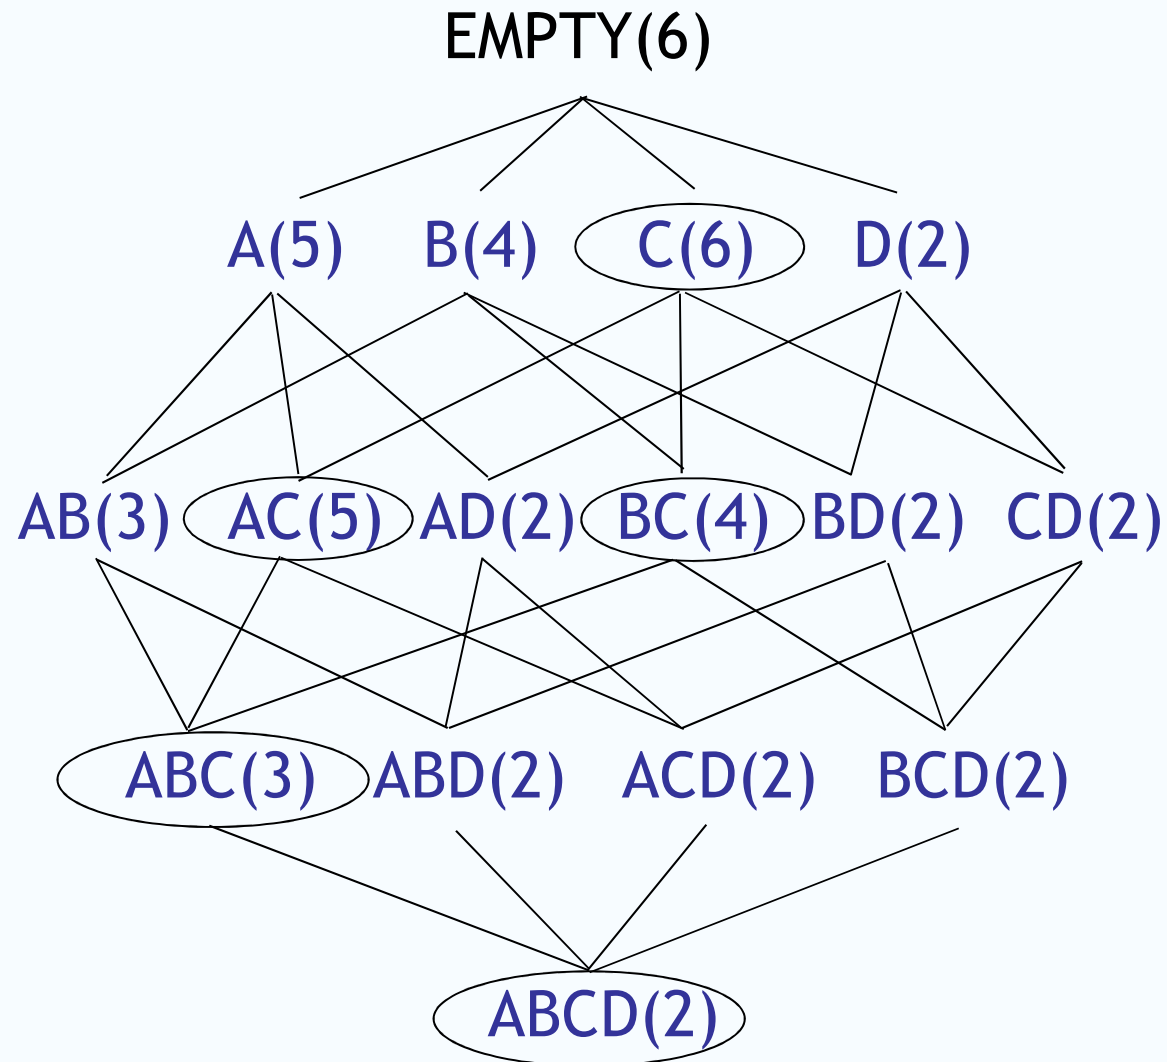 EMPTY(6)
A(5) B(4) C(6) D(2)
AB(3) AC(5) AD(2) BC(4) BD(2) CD(2)
ABC(3) ABD(2) ACD(2) BCD(2)
ABCD(2)